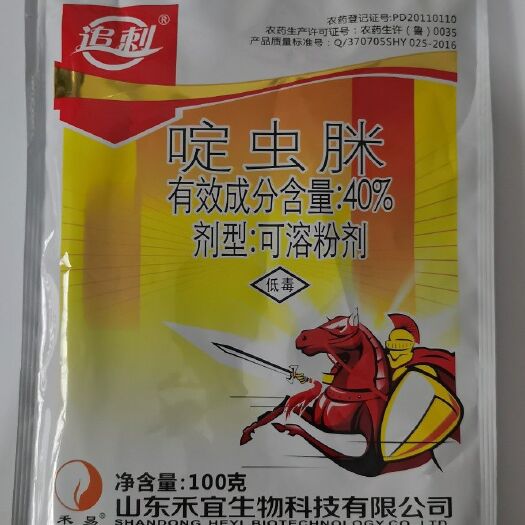 追刺®
农药登记证号:PD20110110
农药生产许可证号:农药生许(鲁)0035
产品质量标准号:Q/370705SHY 025-2016
啶虫脒
有效成分含量:40%
剂型:可溶粉剂
低毒
净含量:100克
禾易®
山东禾宜生物科技有限公司
SHANDONG HEYI BIOTECHNOLOGY CO.,LTD